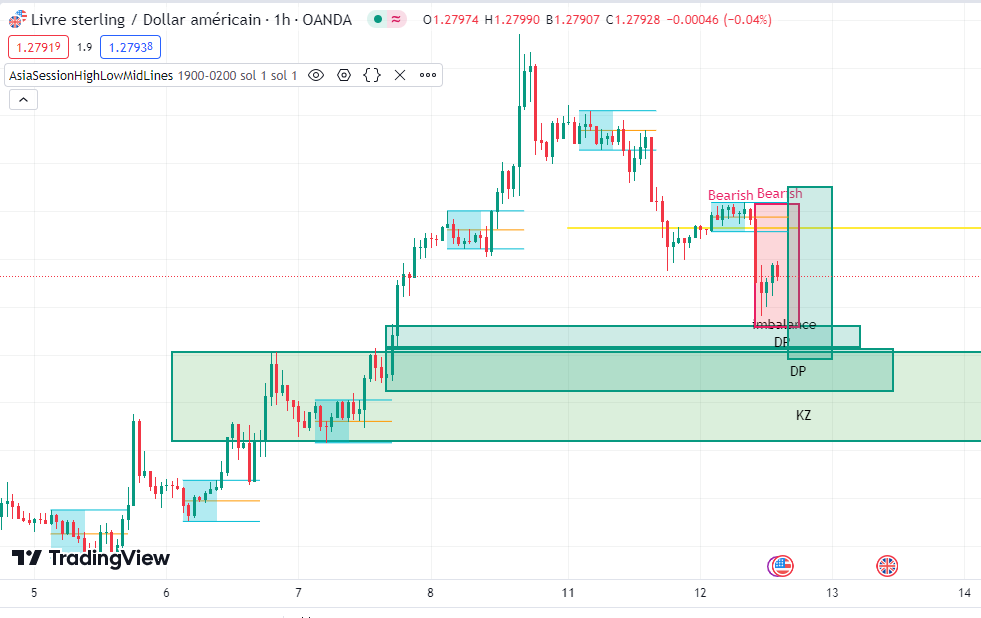 Livre sterling / Dollar américain · 1h · OANDA O1.27974 H1.27990 B1.27907 C1.27928 −0.00046 (−0.04%)
1.27919 1.9 1.27938
AsiaSessionHighLowMidLines 1900-0200 sol 1 sol 1
Bearish Bearish
imbalance
DP
DP
KZ
TradingView
5 6 7 8 11 12 13 14